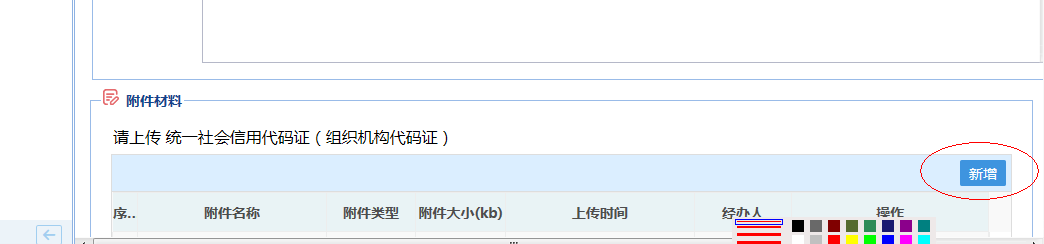 附件材料
请上传 统一社会信用代码证（组织机构代码证）
新增
序.. 附件名称 附件类型 附件大小(kb) 上传时间 经办人 操作